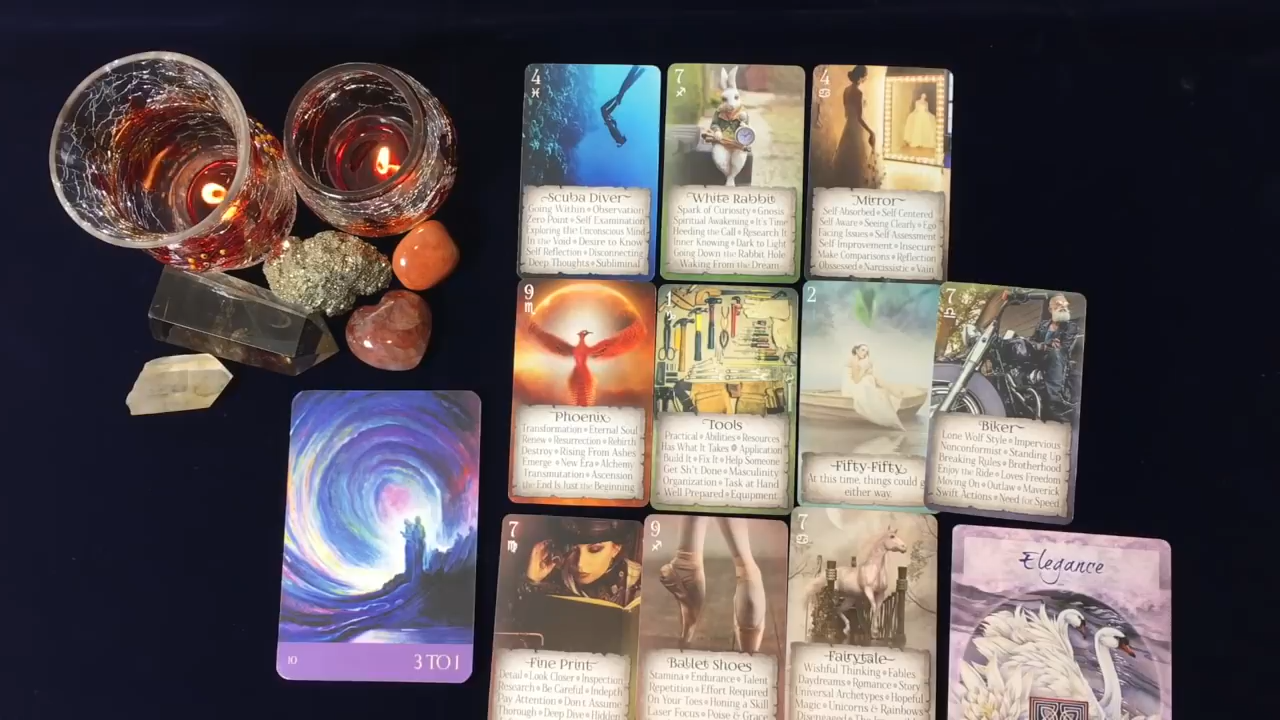 4
Scuba Diver
Going Within • Observation
Zero Point • Self Examination
Exploring the Unconscious Mind
In the Void • Desire to Know
Self Reflection • Disconnecting
Deep Thoughts • Subliminal
7
White Rabbit
Spark of Curiosity • Gnosis
Spiritual Awakening • It's Time
Heeding the Call • Research It
Inner Knowing • Dark to Light
Going Down the Rabbit Hole
Waking From the Dream
4
Mirror
Self Absorbed • Self Centered
Self Aware • Seeing Clearly • Ego
Facing Issues • Self Assessment
Self-Improvement • Insecure
Make Comparisons • Reflection
Obsessed • Narcissistic • Vain
9
Phoenix
Transformation • Eternal Soul
Renew • Resurrection • Rebirth
Destroy • Rising From Ashes
Emerge • New Era • Alchemy
Transmutation • Ascension
the End Is Just the Beginning
1
Tools
Practical • Abilities • Resources
Has What It Takes • Application
Build It • Fix It • Help Someone
Get Sh't Done • Masculinity
Organization • Task at Hand
Well Prepared • Equipment
2
Fifty-Fifty
At this time, things could g
either way.
7
Biker
Lone Wolf Style • Impervious
Nonconformist • Standing Up
Breaking Rules • Brotherhood
Enjoy the Ride • Loves Freedom
Moving On • Outlaw • Maverick
Swift Actions • Need for Speed
10
3 TO 1
7
Fine Print
Detail • Look Closer • Inspection
Research • Be Careful • Indepth
Pay Attention • Don't Assume
Thorough • Deep Dive • Hidden
9
Ballet Shoes
Stamina • Endurance • Talent
Repetition • Effort Required
On Your Toes • Honing a Skill
Laser Focus • Poise & Grace
7
Fairytale
Wishful Thinking • Fables
Daydreams • Romance • Story
Universal Archetypes • Hopeful
Magic • Unicorns & Rainbows
Elegance